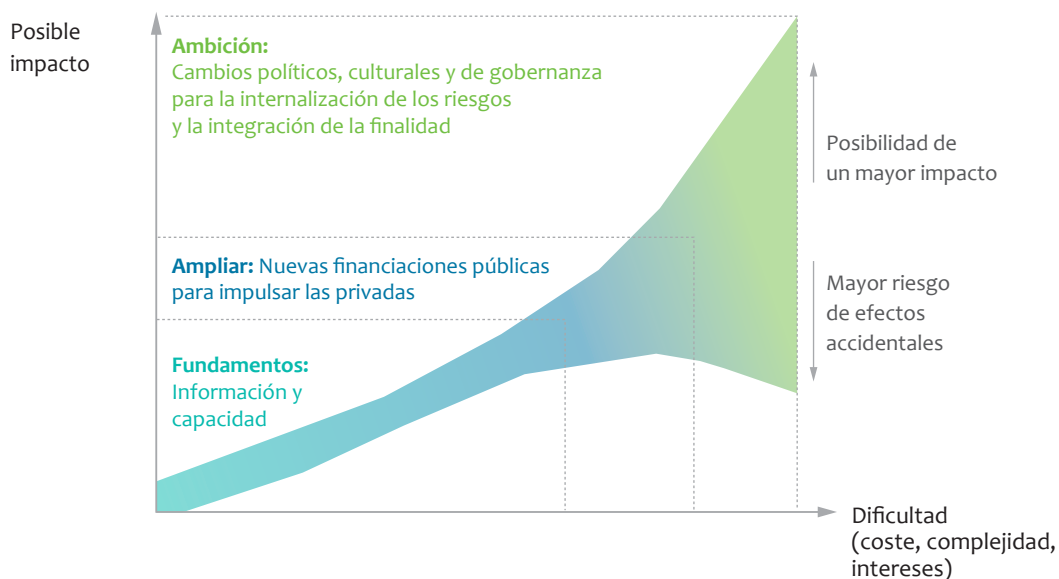 Posible
impacto
Ambición:
Cambios políticos, culturales y de gobernanza
para la internalización de los riesgos
y la integración de la finalidad
Posibilidad de
un mayor impacto
Ampliar: Nuevas financiaciones públicas
para impulsar las privadas
Mayor riesgo
de efectos
accidentales
Fundamentos:
Información y
capacidad
Dificultad
(coste, complejidad,
intereses)